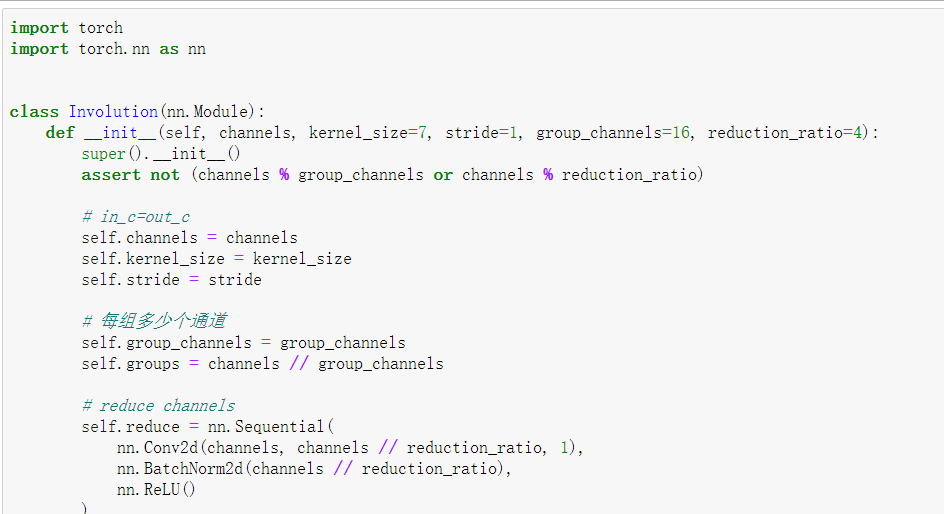 import torch
import torch.nn as nn
class Involution(nn.Module):
def __init__(self, channels, kernel_size=7, stride=1, group_channels=16, reduction_ratio=4):
super().__init__()
assert not (channels % group_channels or channels % reduction_ratio)
# in_c=out_c
self.channels = channels
self.kernel_size = kernel_size
self.stride = stride
# 每组多少个通道
self.group_channels = group_channels
self.groups = channels // group_channels
# reduce channels
self.reduce = nn.Sequential(
nn.Conv2d(channels, channels // reduction_ratio, 1),
nn.BatchNorm2d(channels // reduction_ratio),
nn.ReLU()
)